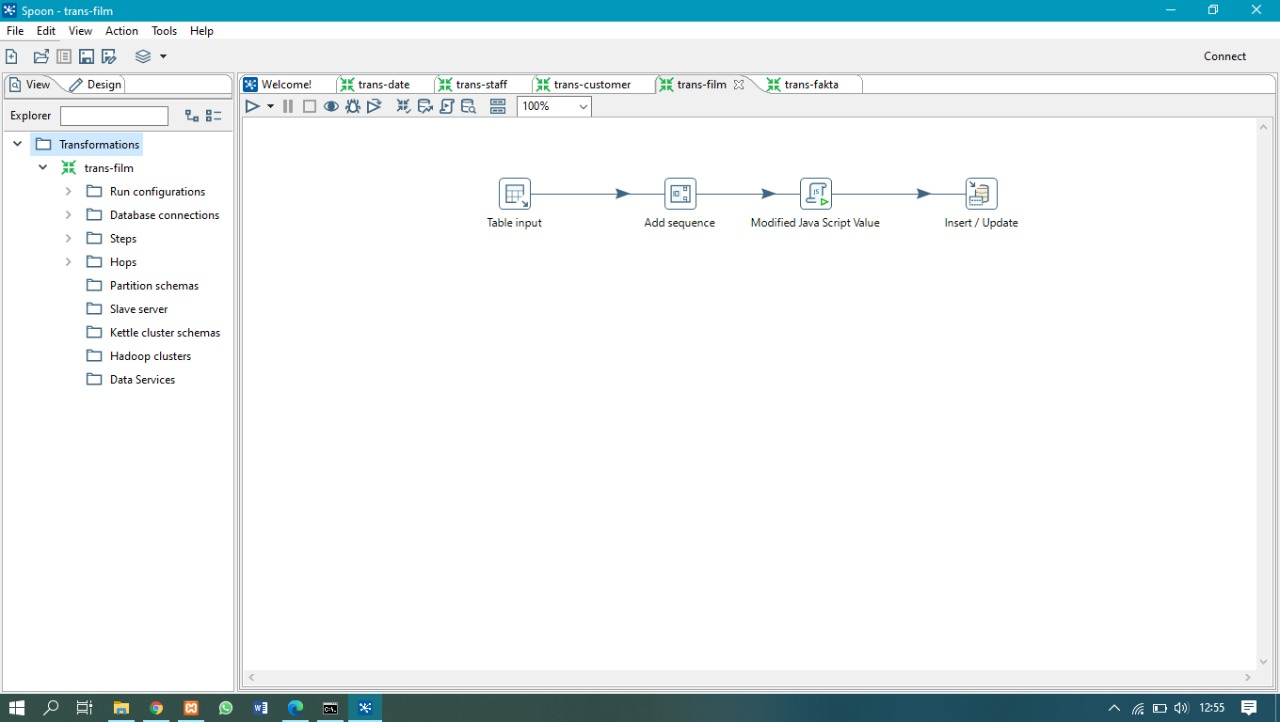 Spoon - trans-film
File Edit View Action Tools Help
Connect
View Design
Welcome! trans-date trans-staff trans-customer trans-film trans-fakta
Explorer
100%
Transformations
trans-film
Run configurations
Database connections
Steps
Hops
Partition schemas
Slave server
Kettle cluster schemas
Hadoop clusters
Data Services
Table input Add sequence Modified Java Script Value Insert / Update
12:55